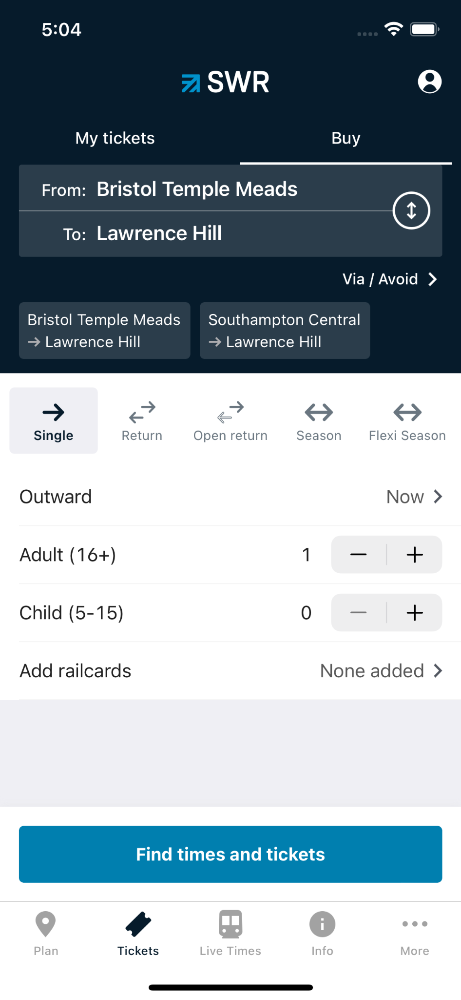 5:04
SWR
My tickets
Buy
From: Bristol Temple Meads
To: Lawrence Hill
Via / Avoid
Bristol Temple Meads
→ Lawrence Hill
Southampton Central
→ Lawrence Hill
Single
Return
Open return
Season
Flexi Season
Outward
Now
Adult (16+)
1
Child (5-15)
0
Add railcards
None added
Find times and tickets
Plan
Tickets
Live Times
Info
More